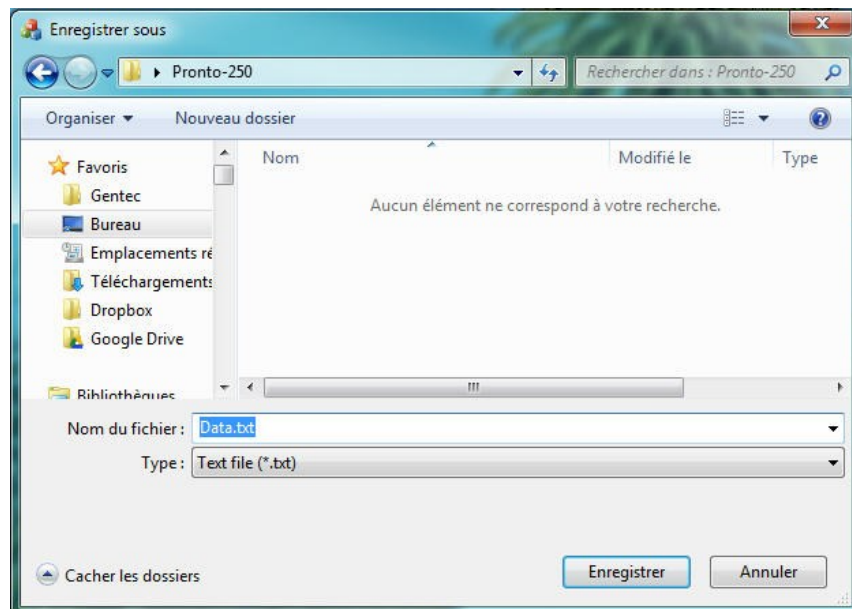 Enregistrer sous
Pronto-250
Rechercher dans : Pronto-250
Organiser
Nouveau dossier
Nom
Modifié le
Type
Favoris
Gentec
Bureau
Emplacements ré
Téléchargements
Dropbox
Google Drive
Bibliothèques
Aucun élément ne correspond à votre recherche.
Nom du fichier :
Data.txt
Type :
Text file (*.txt)
Cacher les dossiers
Enregistrer
Annuler